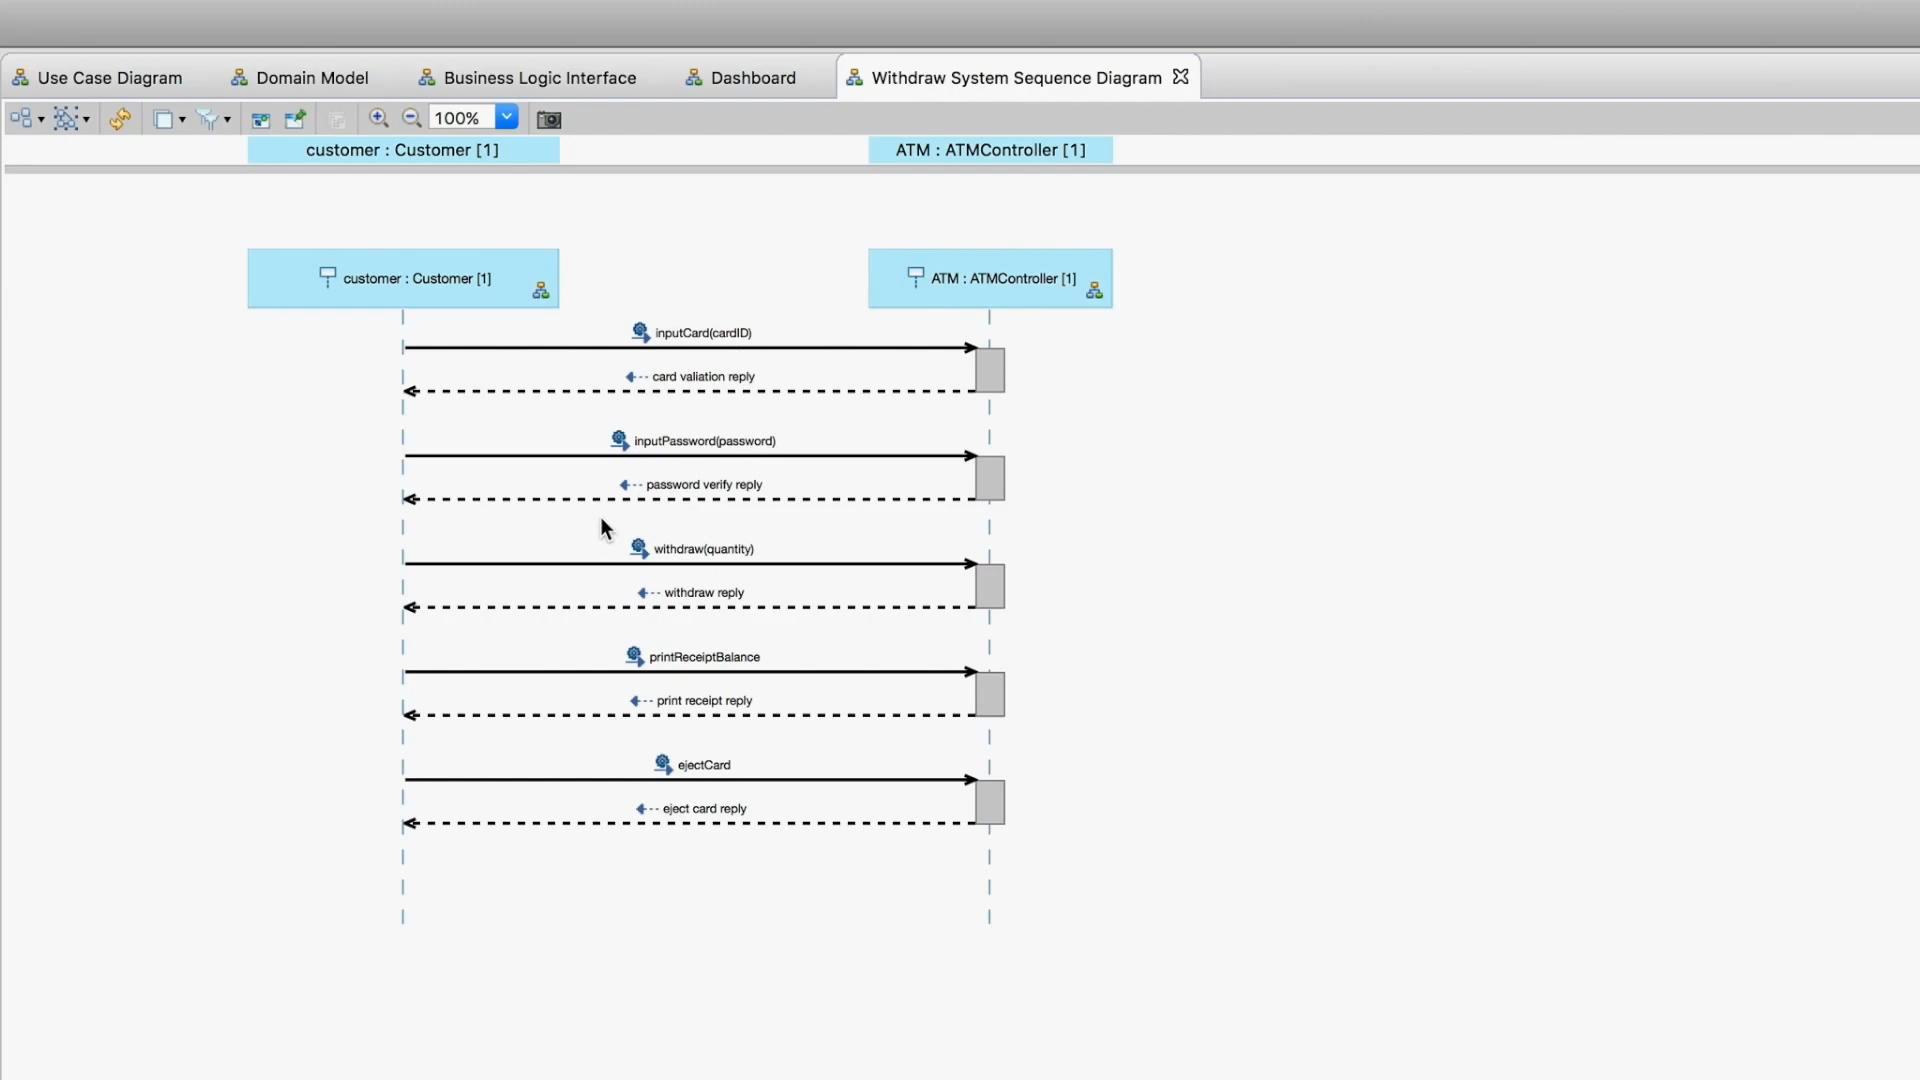 Use Case Diagram
Domain Model
Business Logic Interface
Dashboard
Withdraw System Sequence Diagram
100%
customer : Customer [1]
ATM : ATMController [1]
customer : Customer [1]
ATM : ATMController [1]
inputCard(cardID)
card valiation reply
inputPassword(password)
password verify reply
withdraw(quantity)
withdraw reply
printReceiptBalance
print receipt reply
ejectCard
eject card reply